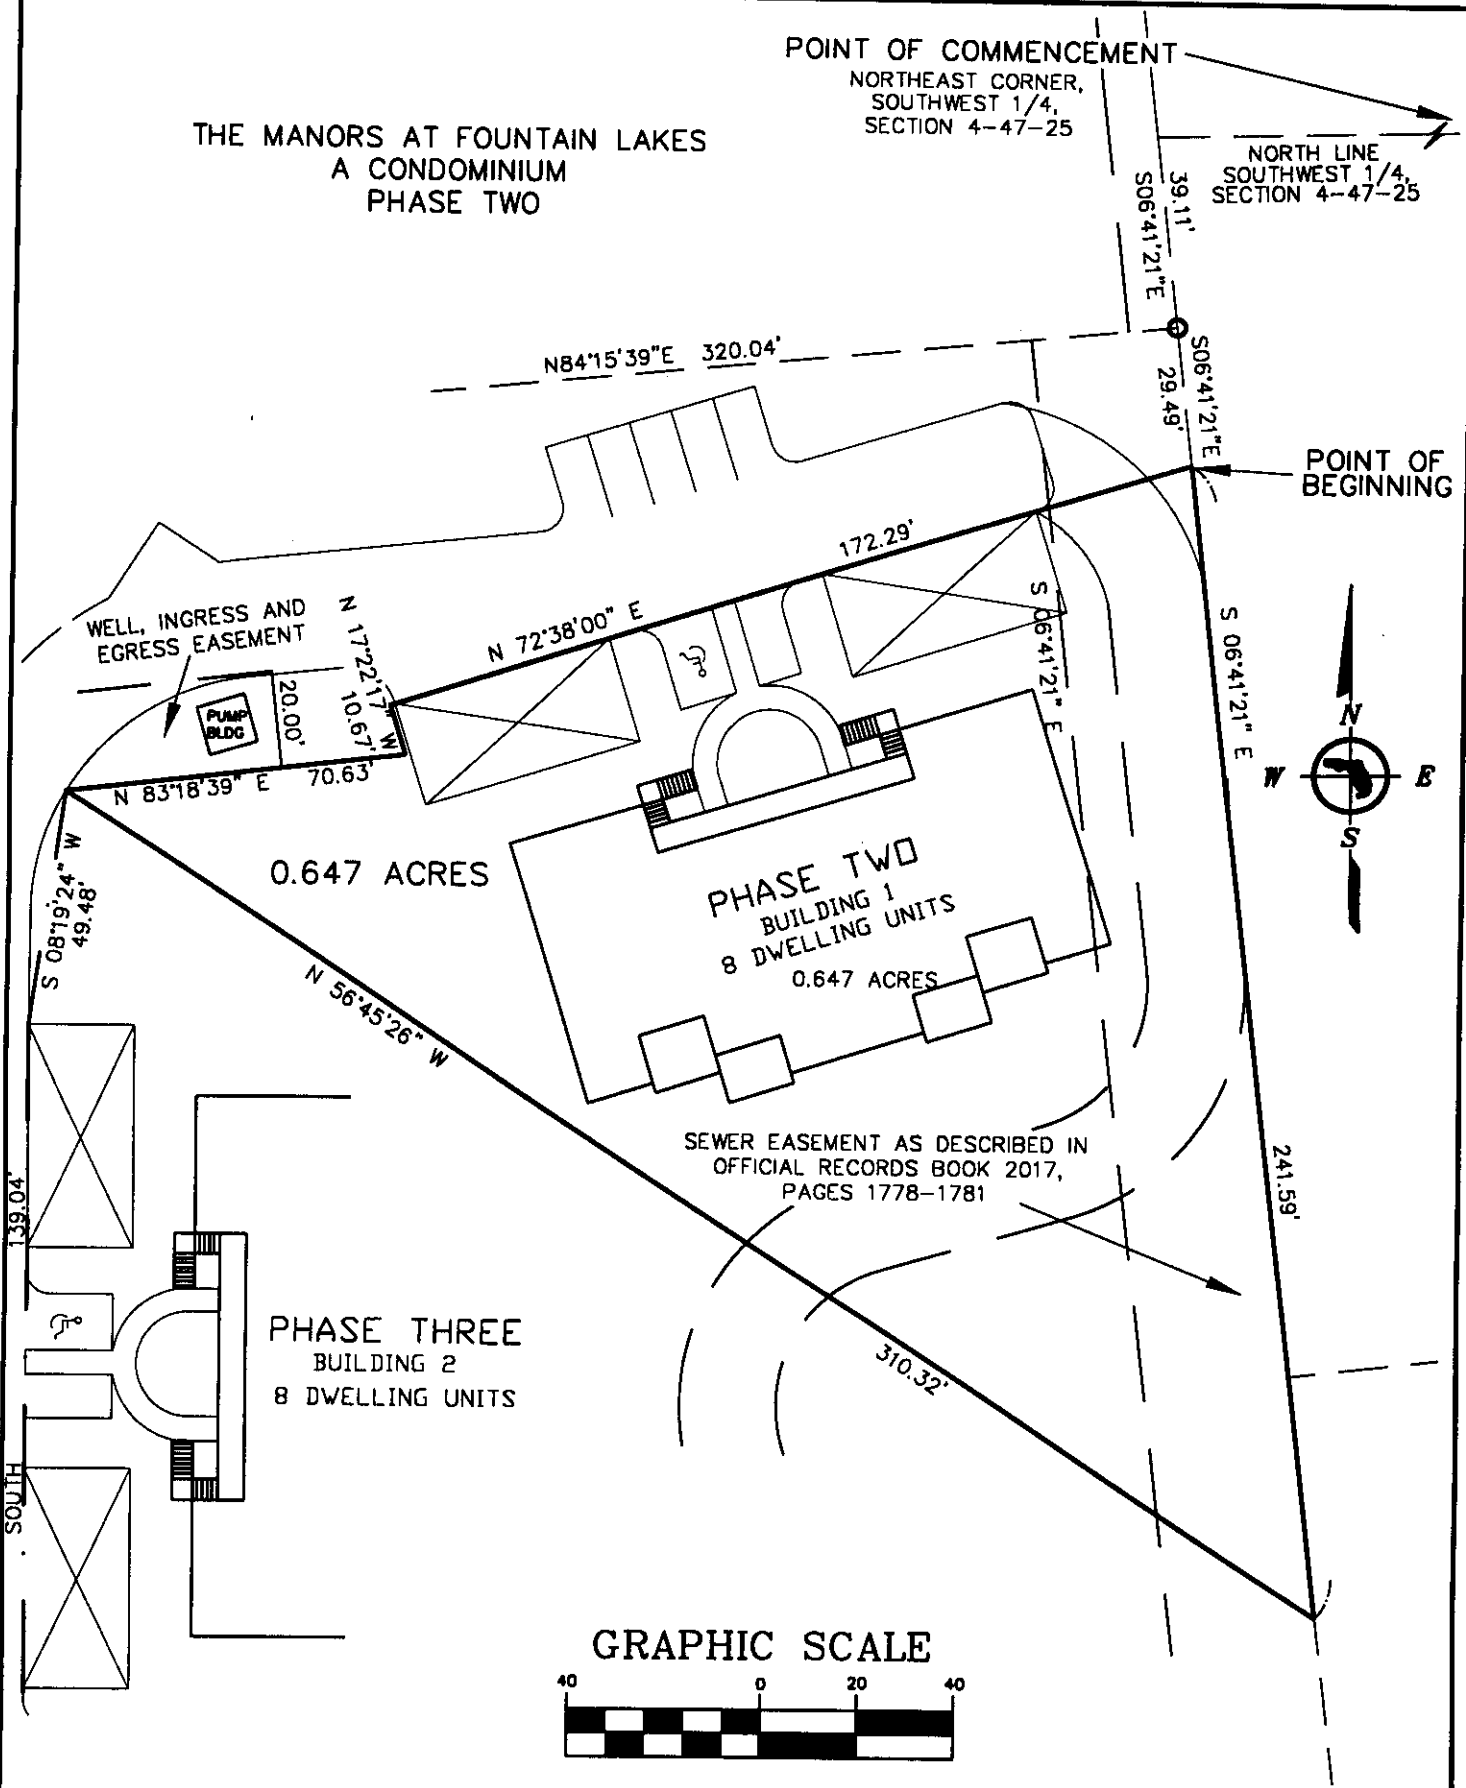 POINT OF COMMENCEMENT
NORTHEAST CORNER,
SOUTHWEST 1/4,
SECTION 4-47-25
THE MANORS AT FOUNTAIN LAKES
A CONDOMINIUM
PHASE TWO
NORTH LINE
SOUTHWEST 1/4,
SECTION 4-47-25
39.11'
S06°41'21"E
N84°15'39"E 320.04'
S06°41'21"E
29.49'
POINT OF
BEGINNING
172.29'
N 72°38'00" E
WELL, INGRESS AND
EGRESS EASEMENT
N 17°22'17" W
10.67'
20.00'
PUMP
BLDG
N 83°18'39" E 70.63'
S 06°41'21" E
S 06°41'21" E
N
W
E
S
S 08°19'24" W
49.48'
0.647 ACRES
PHASE TWO
BUILDING 1
8 DWELLING UNITS
0.647 ACRES
N 56°45'26" W
SEWER EASEMENT AS DESCRIBED IN
OFFICIAL RECORDS BOOK 2017,
PAGES 1778-1781
241.59'
139.04'
SOUTH
PHASE THREE
BUILDING 2
8 DWELLING UNITS
310.32'
GRAPHIC SCALE
40 0 20 40